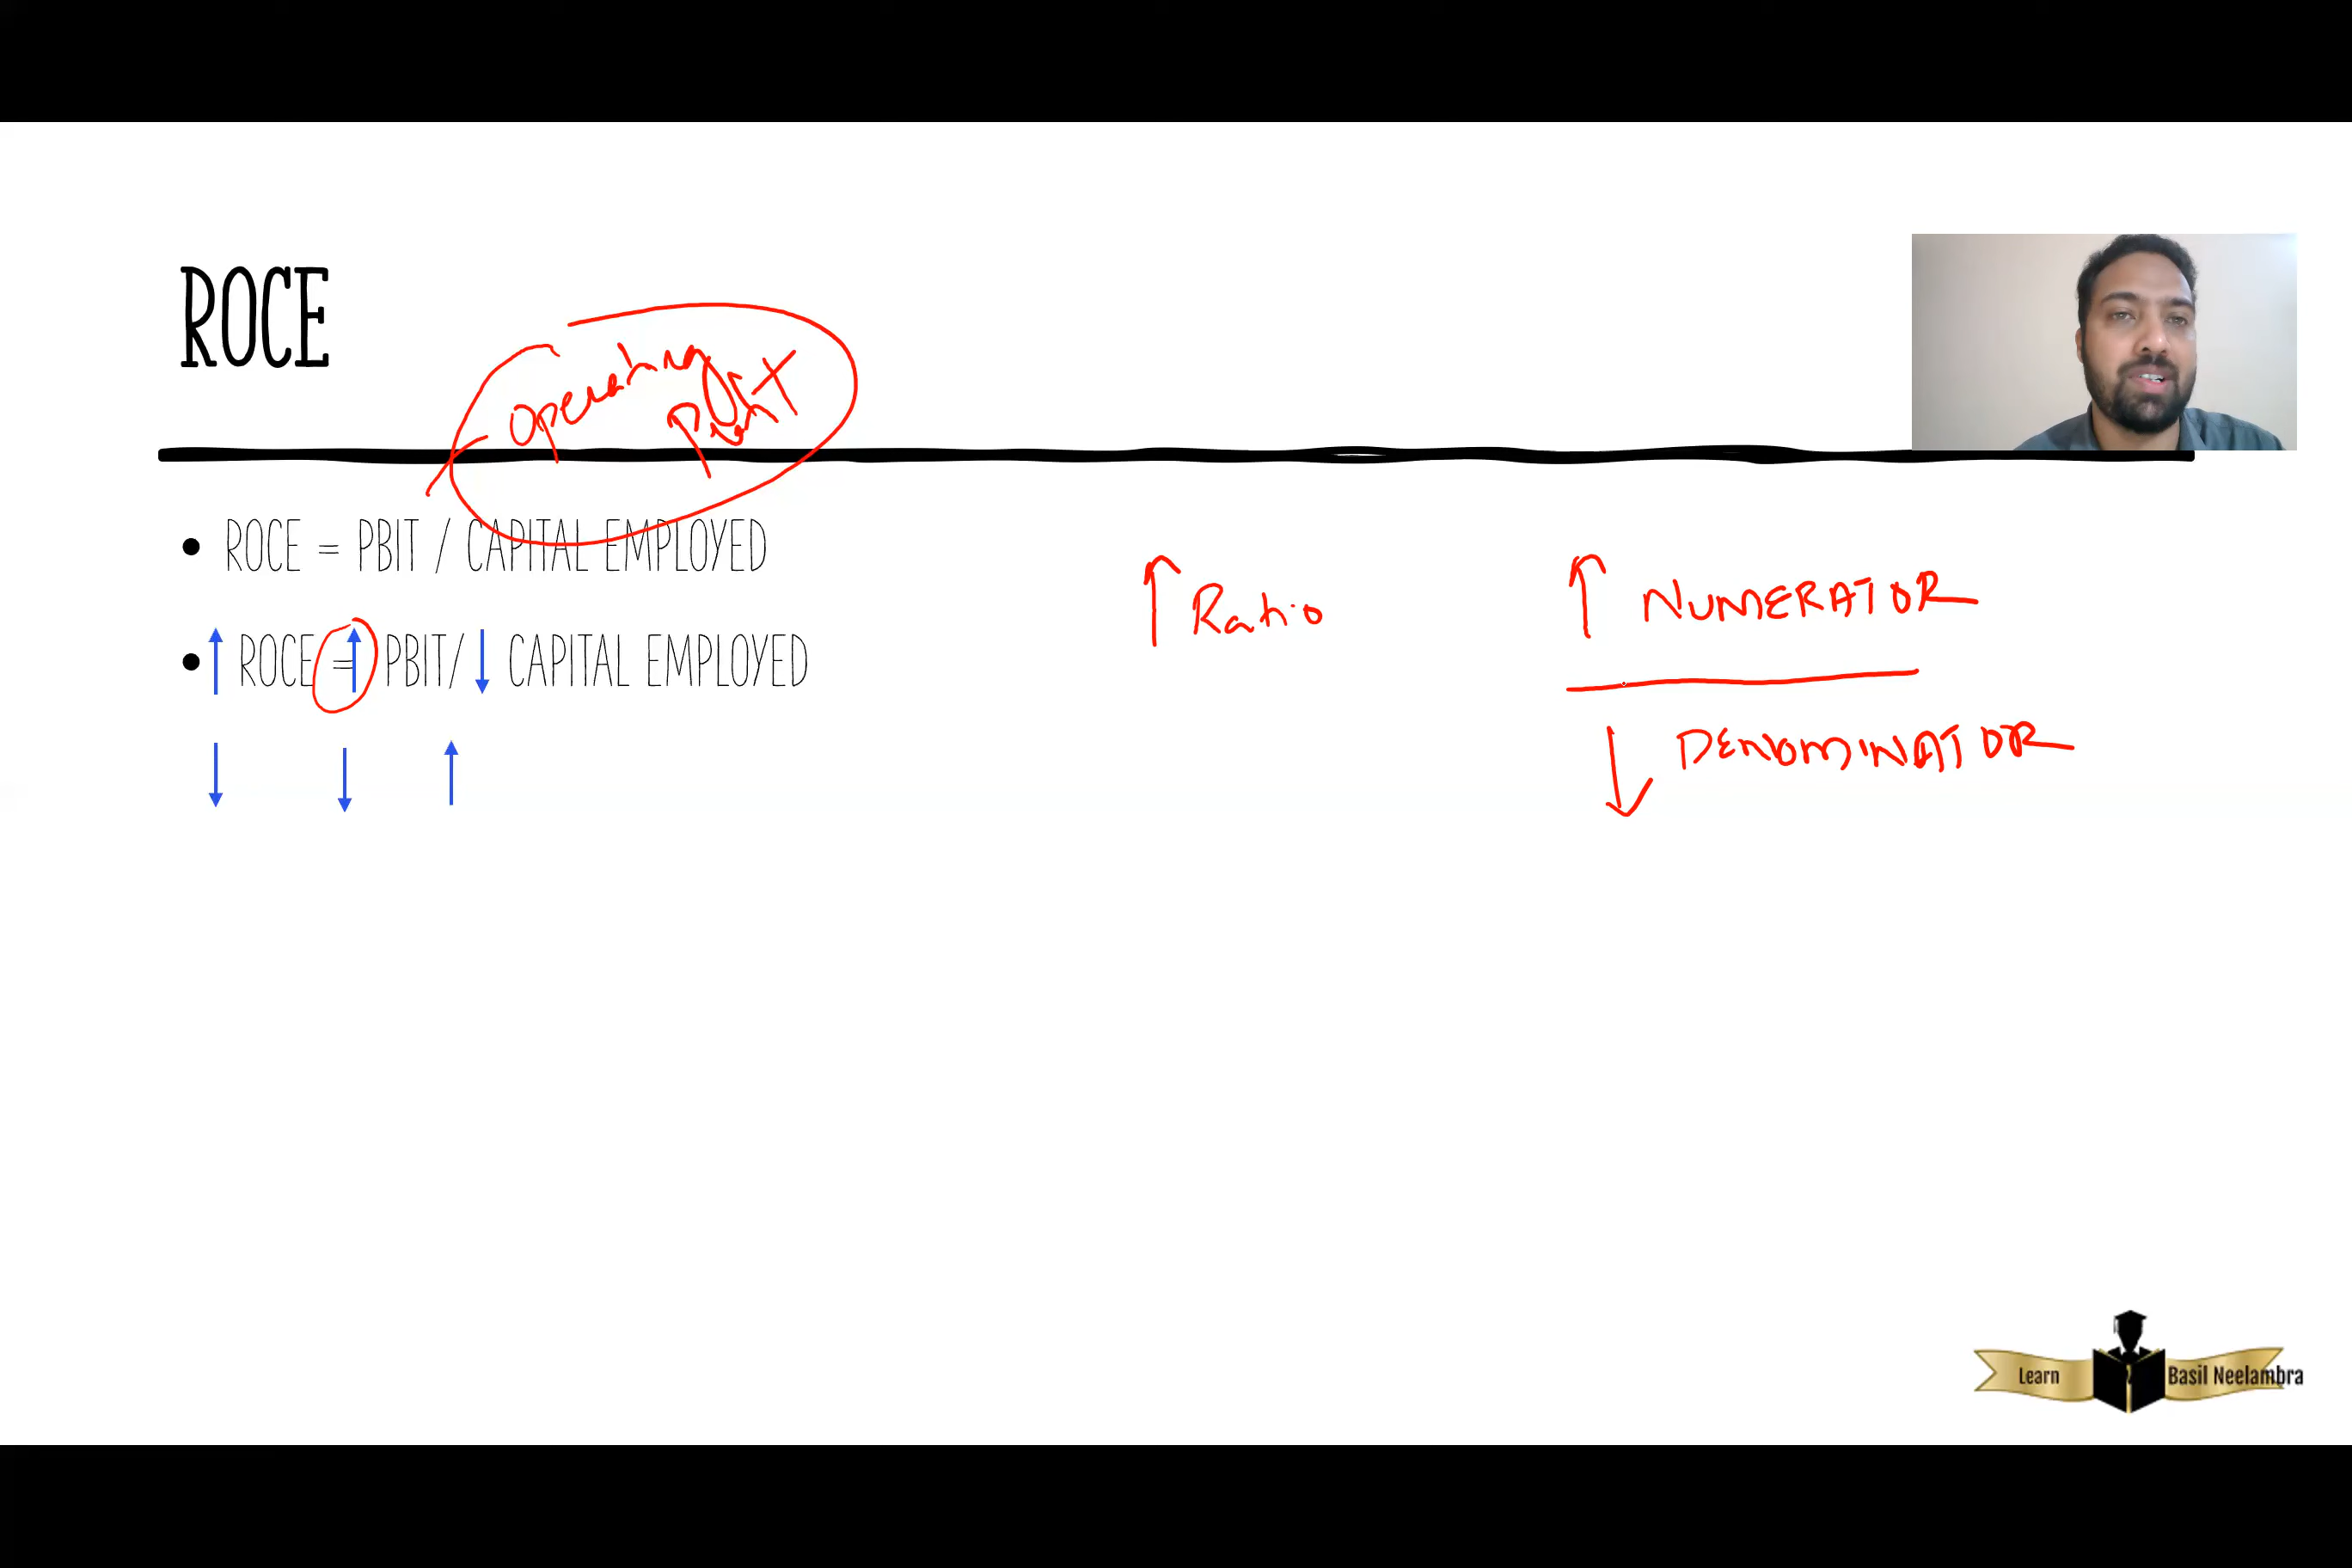 ROCE
Operating
Profit
• ROCE = PBIT / CAPITAL EMPLOYED
• ↑ ROCE = ↑ PBIT/ ↓ CAPITAL EMPLOYED
↓ ↓ ↑
↑ Ratio
↑ NUMERATOR
↓ DENOMINATOR
Learn Basil Neelambra